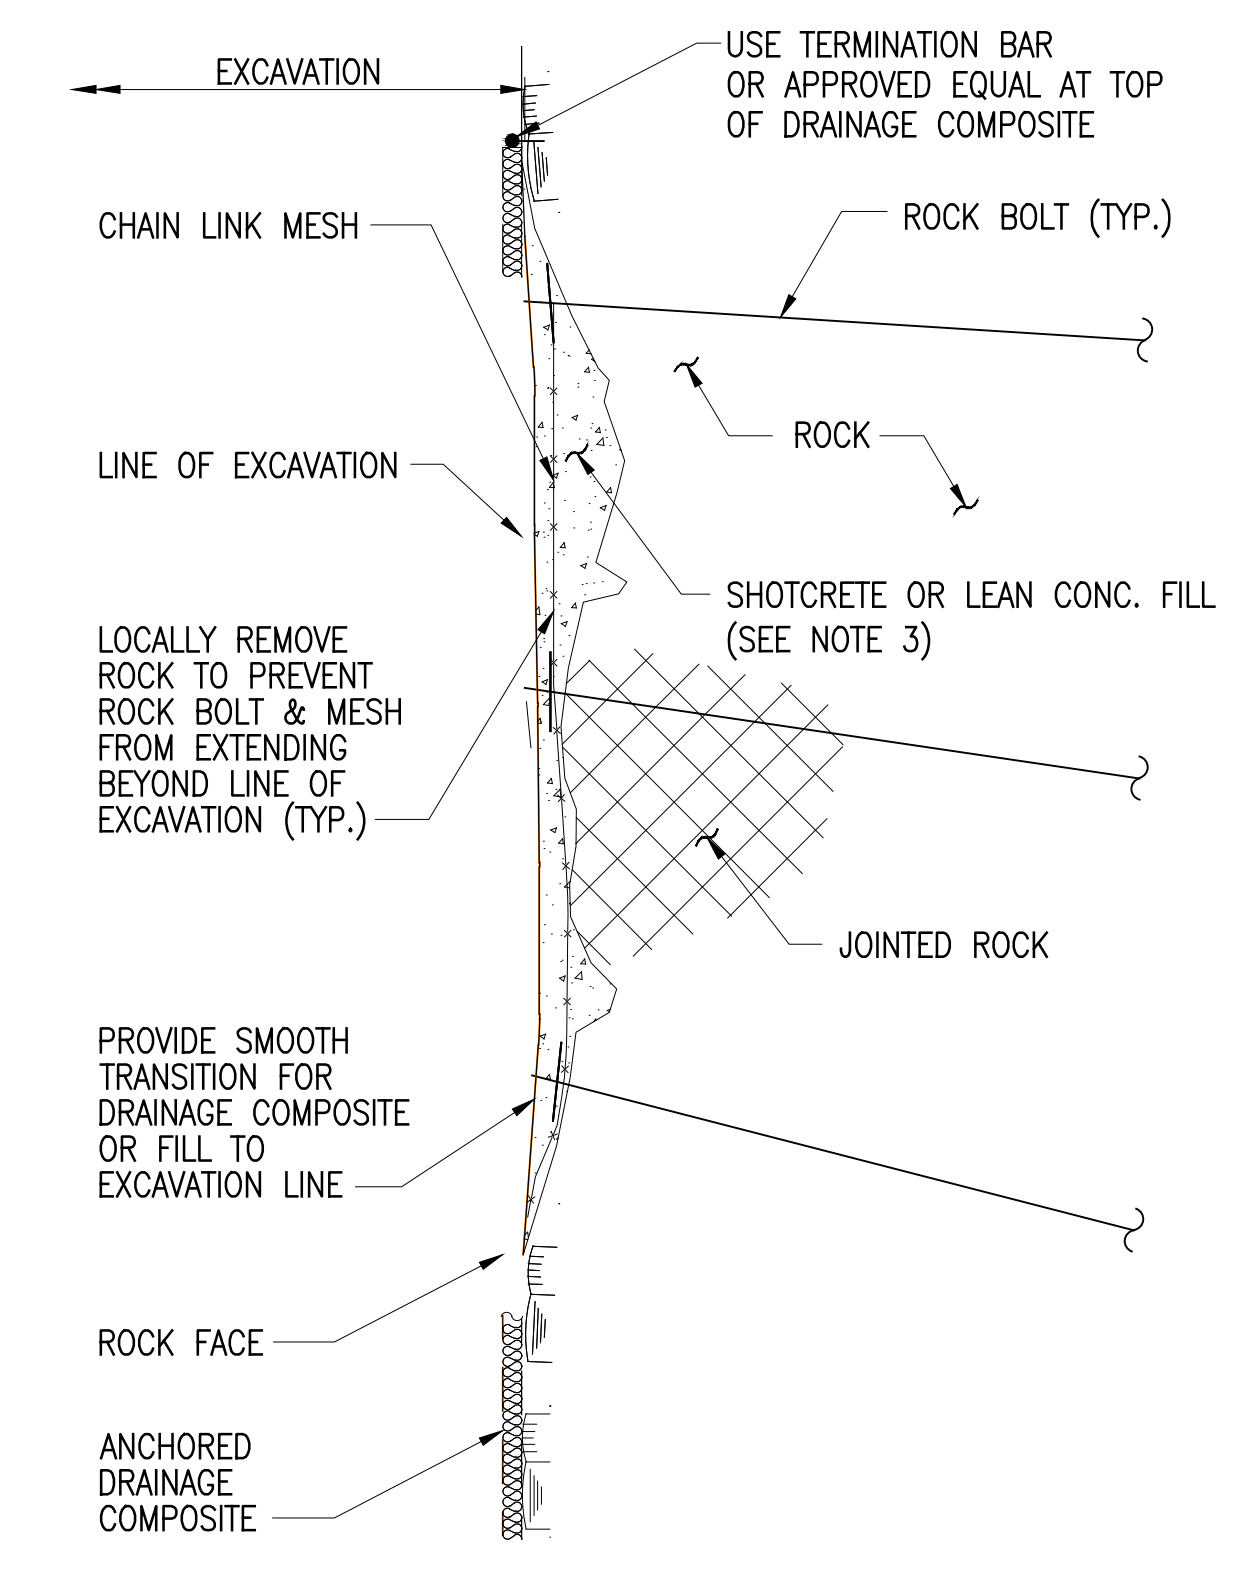 USE TERMINATION BAR
OR APPROVED EQUAL AT TOP
OF DRAINAGE COMPOSITE
EXCAVATION
ROCK BOLT (TYP.)
CHAIN LINK MESH
ROCK
LINE OF EXCAVATION
SHOTCRETE OR LEAN CONC. FILL
(SEE NOTE 3)
LOCALLY REMOVE
ROCK TO PREVENT
ROCK BOLT & MESH
FROM EXTENDING
BEYOND LINE OF
EXCAVATION (TYP.)
JOINTED ROCK
PROVIDE SMOOTH
TRANSITION FOR
DRAINAGE COMPOSITE
OR FILL TO
EXCAVATION LINE
ROCK FACE
ANCHORED
DRAINAGE
COMPOSITE